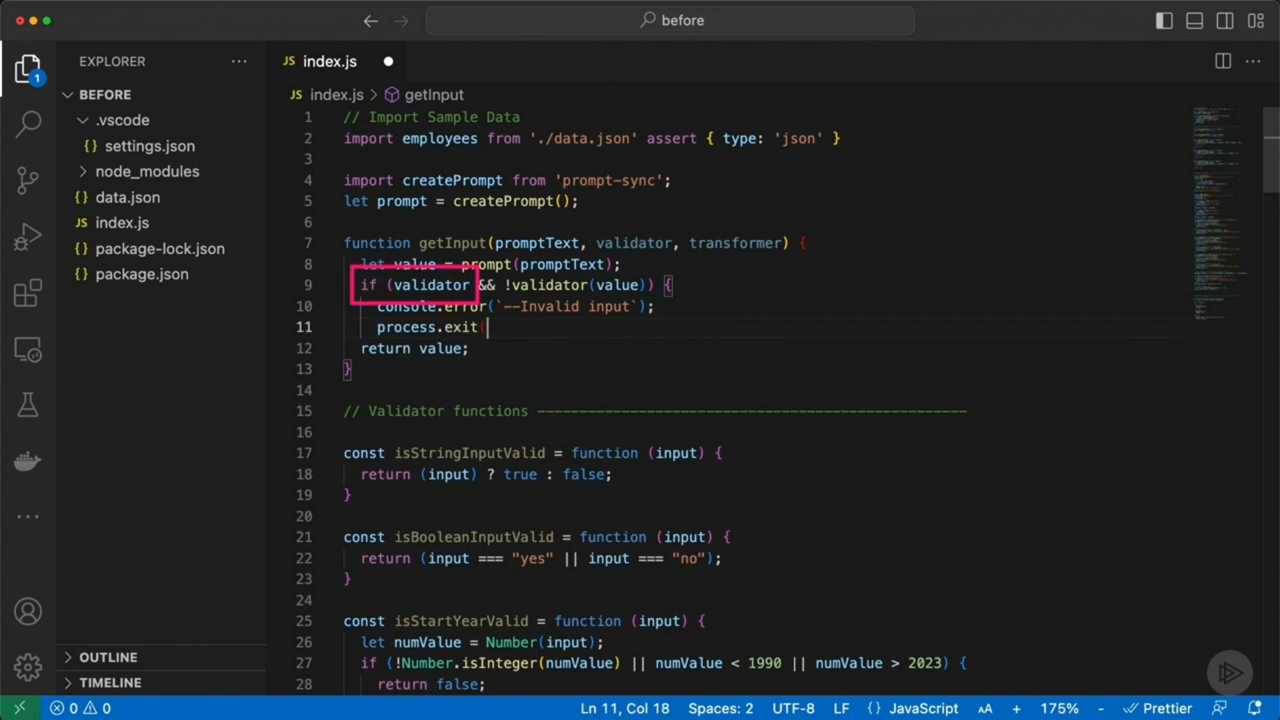 before
EXPLORER
JS index.js
1
BEFORE
JS index.js > getInput
.vscode
{} settings.json
node_modules
{} data.json
JS index.js
{} package-lock.json
{} package.json
1 // Import Sample Data
2 import employees from './data.json' assert { type: 'json' }
3
4 import createPrompt from 'prompt-sync';
5 let prompt = createPrompt();
6
7 function getInput(promptText, validator, transformer) {
8 let value = prompt(promptText);
9 if (validator && !validator(value)) {
10 console.error(`--Invalid input`);
11 process.exit(
12 return value;
13 }
14
15 // Validator functions ---------------------------------------------------
16
17 const isStringInputValid = function (input) {
18 return (input) ? true : false;
19 }
20
21 const isBooleanInputValid = function (input) {
22 return (input === "yes" || input === "no");
23 }
24
25 const isStartYearValid = function (input) {
26 let numValue = Number(input);
27 if (!Number.isInteger(numValue) || numValue < 1990 || numValue > 2023) {
28 return false;
OUTLINE
TIMELINE
0 0 Ln 11, Col 18 Spaces: 2 UTF-8 LF {} JavaScript AA + 175% - Prettier